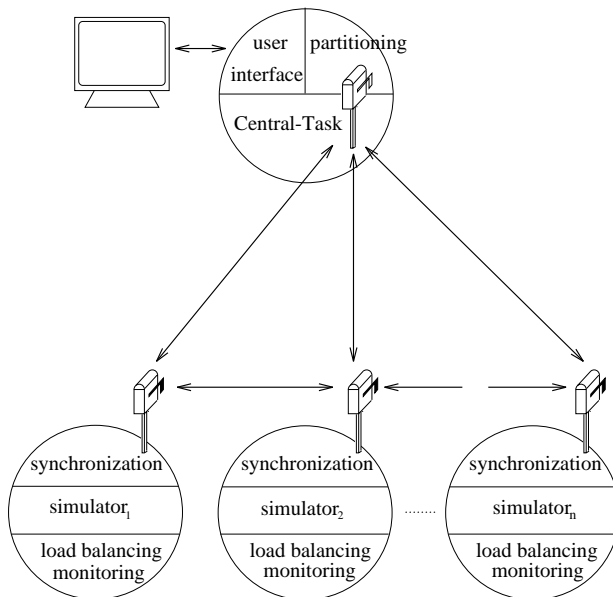 user partitioning
interface
Central-Task
synchronization synchronization synchronization
simulator1 simulator2 ........ simulatorn
load balancing load balancing load balancing
monitoring monitoring monitoring